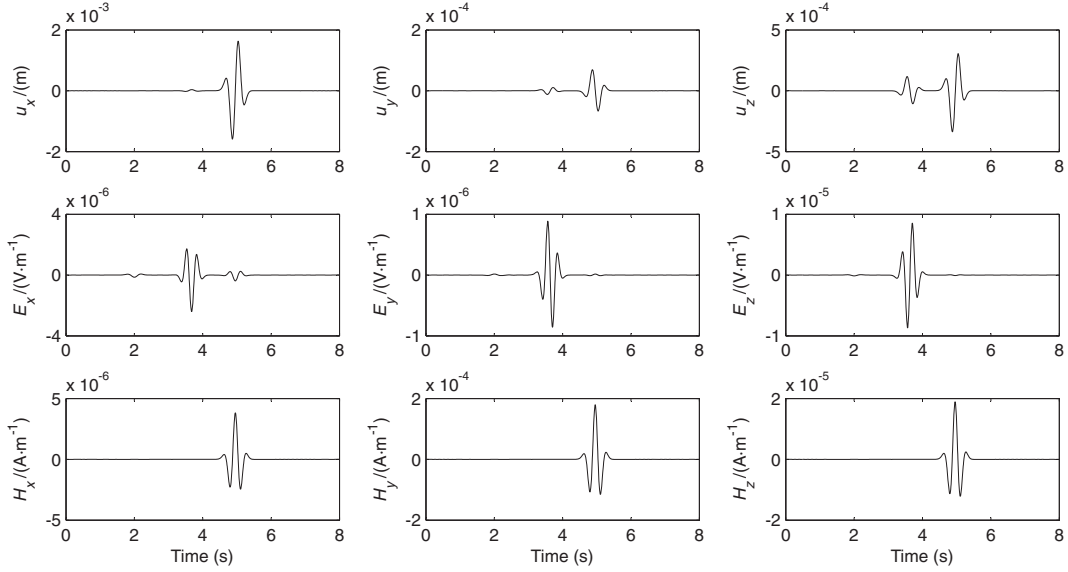 x 10-3 x 10-4 x 10-4
2 2 5
u_x/(m) 0 u_y/(m) 0 u_z/(m) 0
-2 -2 -5
0 2 4 6 8 0 2 4 6 8 0 2 4 6 8
x 10-6 x 10-6 x 10-5
4 1 1
E_x/(V·m-1) 0 E_y/(V·m-1) 0 E_z/(V·m-1) 0
-4 -1 -1
0 2 4 6 8 0 2 4 6 8 0 2 4 6 8
x 10-6 x 10-4 x 10-5
5 2 2
H_x/(A·m-1) 0 H_y/(A·m-1) 0 H_z/(A·m-1) 0
-5 -2 -2
0 2 4 6 8 0 2 4 6 8 0 2 4 6 8
Time (s) Time (s) Time (s)